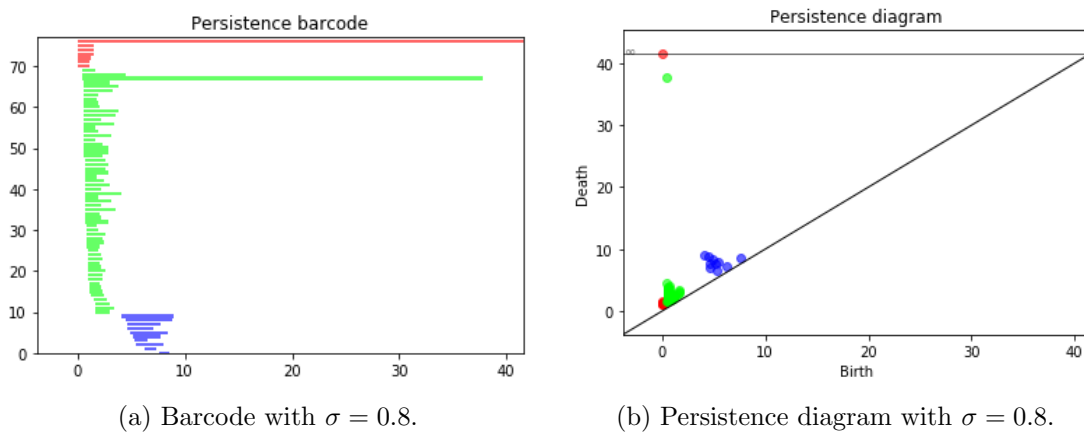 Persistence barcode
70
60
50
40
30
20
10
0
0 10 20 30 40
(a) Barcode with σ = 0.8.
Persistence diagram
∞
40
30
20
10
0
Death
0 10 20 30 40
Birth
(b) Persistence diagram with σ = 0.8.